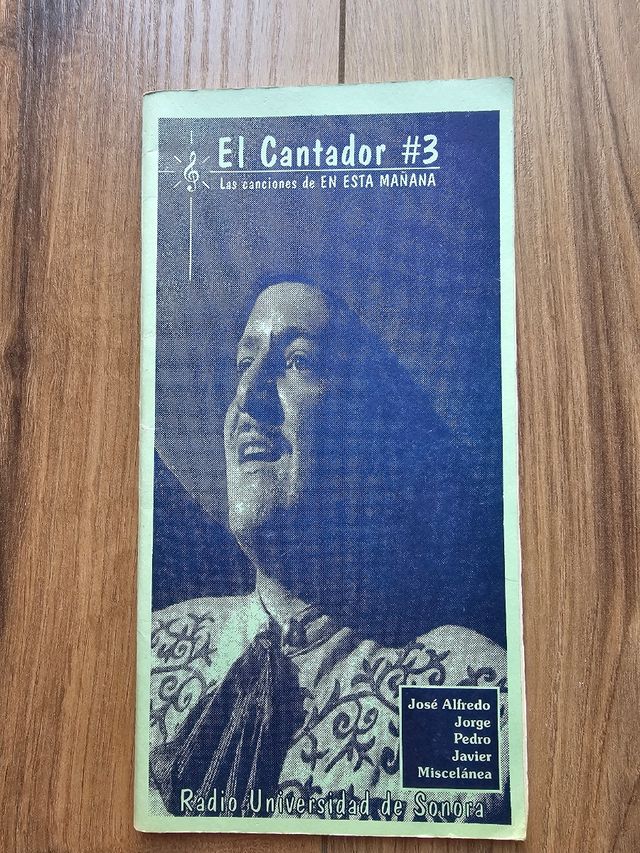 El Cantador #3
Las canciones de EN ESTA MAÑANA
José Alfredo
Jorge
Pedro
Javier
Miscelánea
Radio Universidad de Sonora